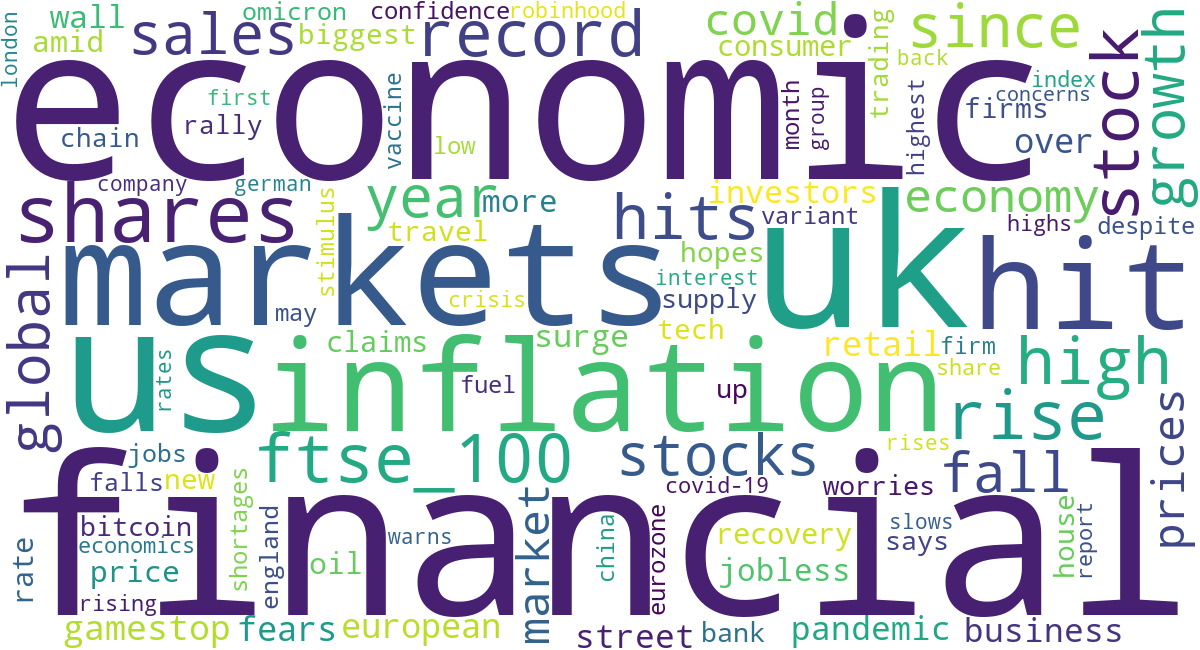 wall
omicron
confidence
robinhood
covid
since
london
amid
sales
biggest
record
consumer
trading
back
stock
growth
economic
index
concerns
first
vaccine
month
group
highest
firms
chain
rally
low
over
company
german
shares
stimulus
year
more
investors
economy
hits
variant
highs
despite
travel
markets
uk
hit
hopes
interest
supply
crisis
global
may
us
claims
surge
tech
retail
firm
high
rates
inflation
fuel
up
share
rise
prices
ftse_100
stocks
rises
fall
jobs
falls
new
financial
shortages
covid-19
worries
bitcoin
economics
england
market
warns
china
eurozone
recovery
slows
says
house
report
rate
price
oil
jobless
rising
gamestop
fears
european
street
bank
pandemic
business